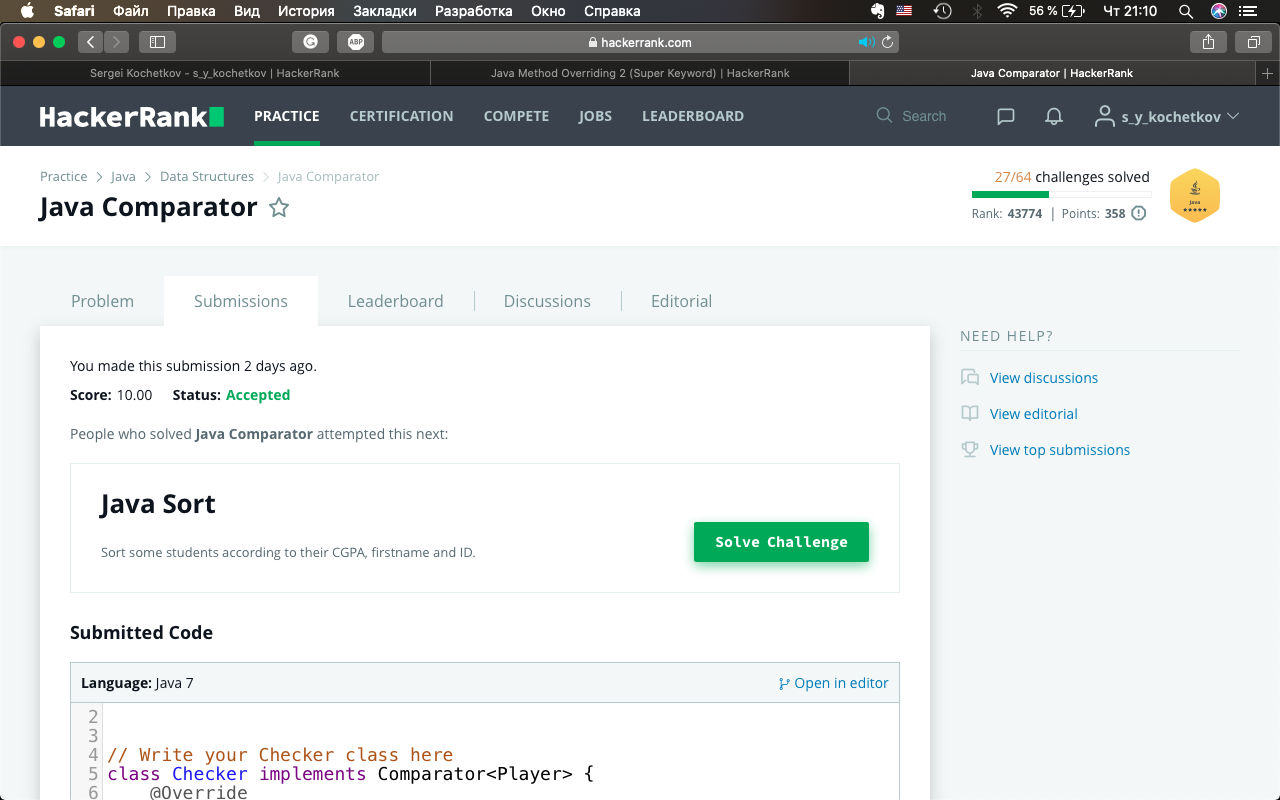 Safari Файл Правка Вид История Закладки Разработка Окно Справка 56 % Чт 21:10
ABP hackerrank.com
Sergei Kochetkov - s_y_kochetkov | HackerRank Java Method Overriding 2 (Super Keyword) | HackerRank Java Comparator | HackerRank
HackerRank PRACTICE CERTIFICATION COMPETE JOBS LEADERBOARD Search s_y_kochetkov
Practice > Java > Data Structures > Java Comparator
Java Comparator
27/64 challenges solved
Rank: 43774 | Points: 358
Java
Problem Submissions Leaderboard Discussions Editorial
You made this submission 2 days ago.
Score: 10.00 Status: Accepted
People who solved Java Comparator attempted this next:
Java Sort
Sort some students according to their CGPA, firstname and ID.
Solve Challenge
Submitted Code
Language: Java 7 Open in editor
2
3
4 // Write your Checker class here
5 class Checker implements Comparator<Player> {
6 @Override
NEED HELP?
View discussions
View editorial
View top submissions